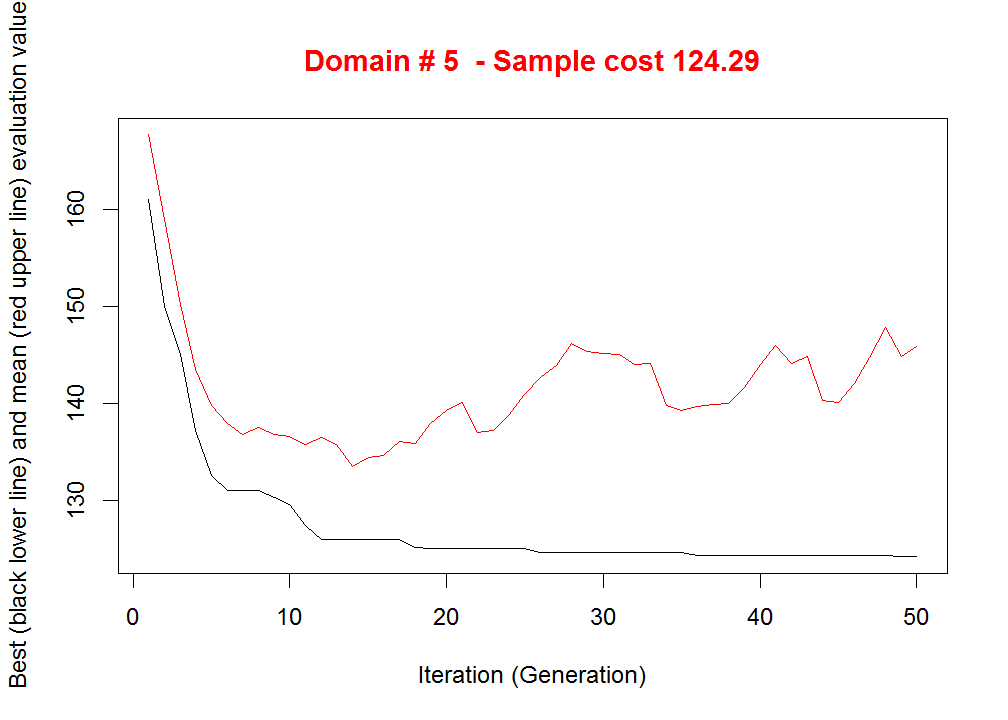 Domain # 5  - Sample cost 124.29
Best (black lower line) and mean (red upper line) evaluation value
160
150
140
130
0 10 20 30 40 50
Iteration (Generation)